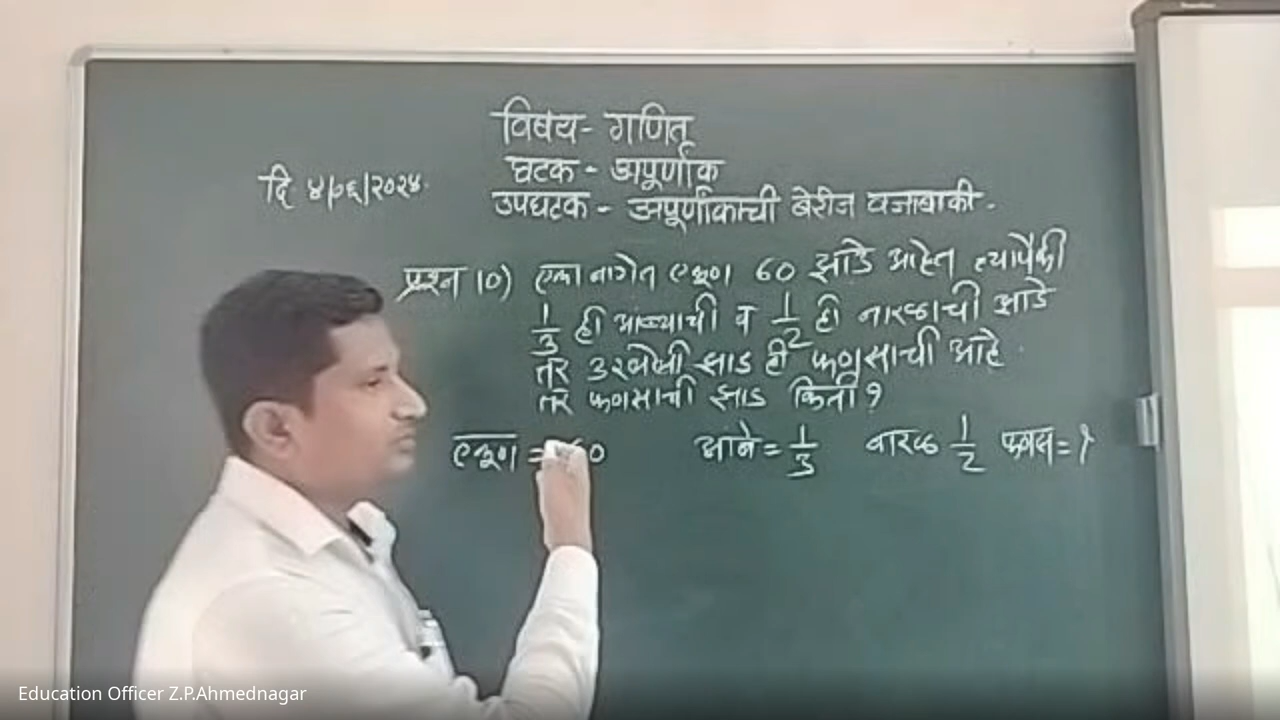 विषय - गणित
घटक - अपूर्णांक
दि ४/०६/२०२४
उपघटक - अपूर्णांकाची बेरीज वजाबाकी -
प्रश्न 10) एका बागेत एकूण 60 झाडे आहेत त्यापैकी
1/3 ही आंब्याची व 1/2 ही नारळाची झाडे
तर उरलेली झाड ही फणसाची आहे .
तर फणसाची झाड किती ?
एकूण = 60 आंबे = 1/3 नारळ 1/2 फणस = ?
Education Officer Z.P.Ahmednagar